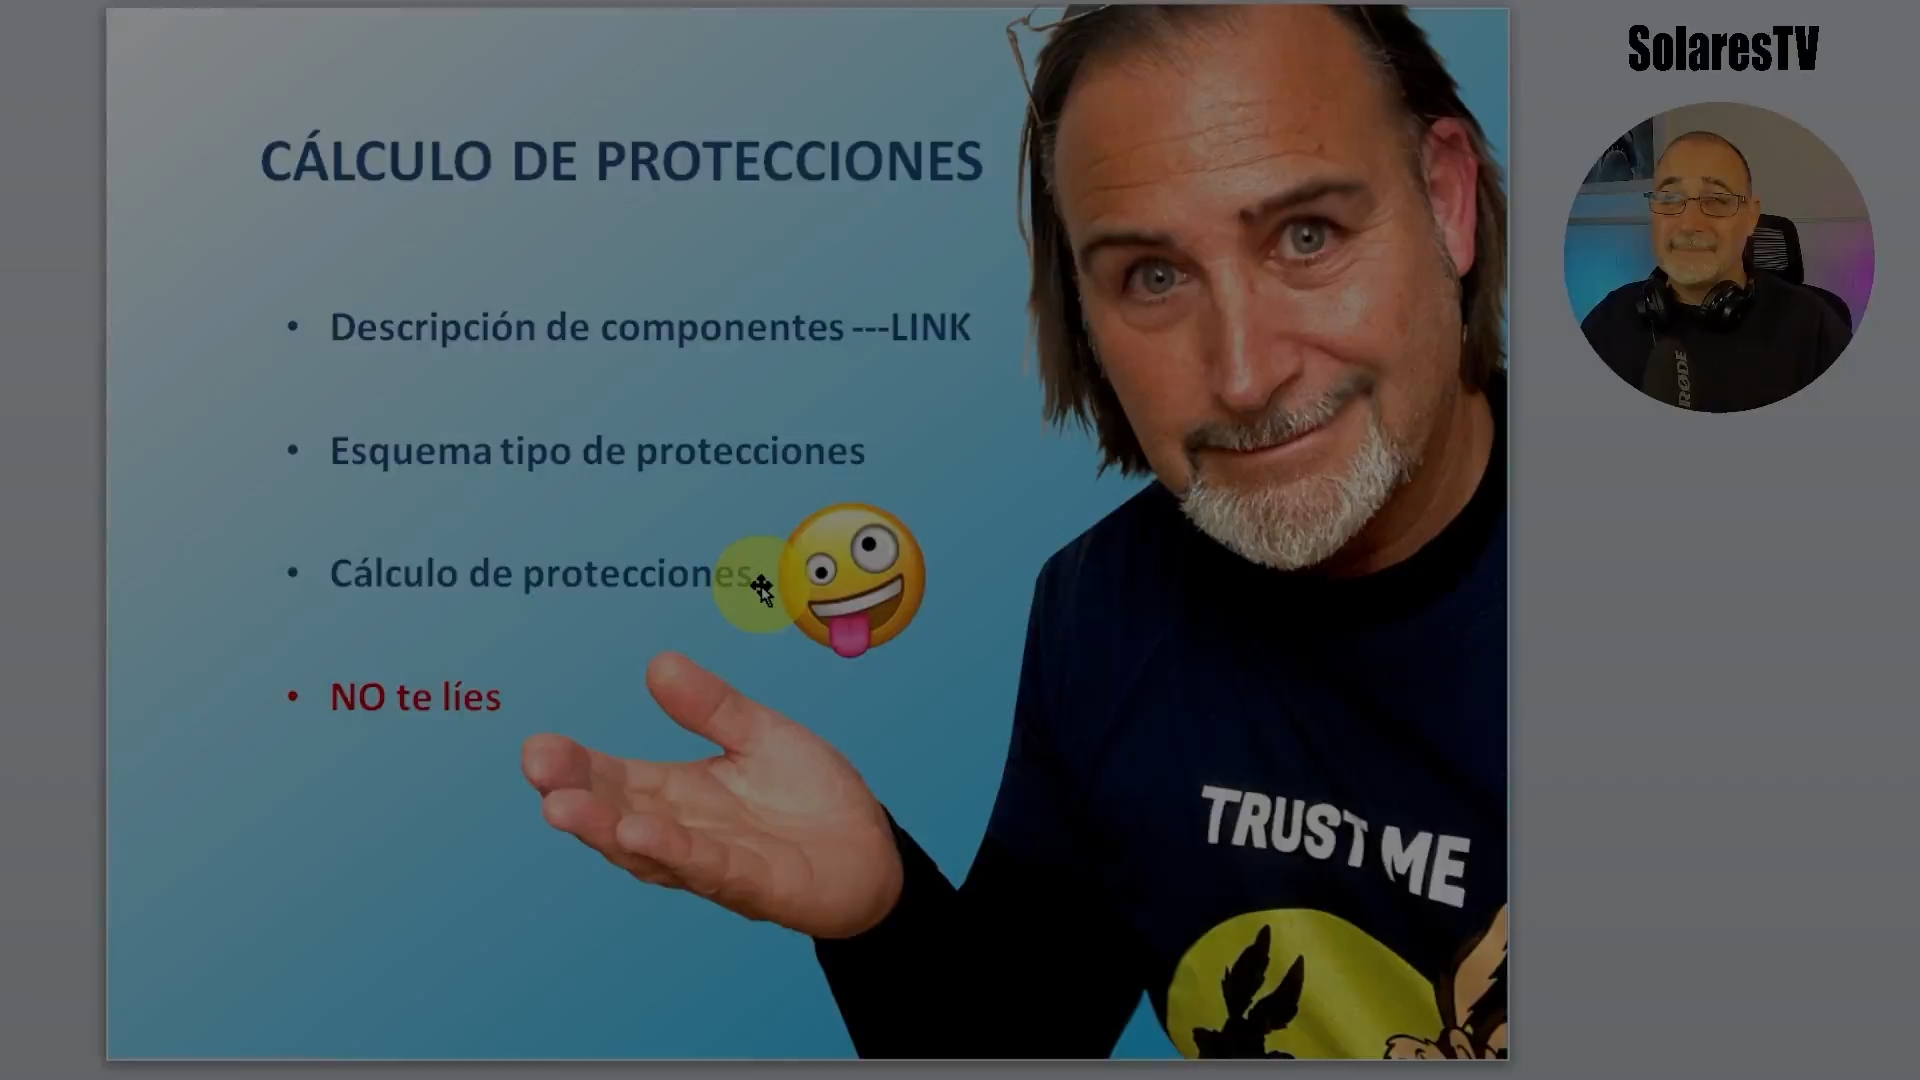 SolaresTV
CÁLCULO DE PROTECCIONES
• Descripción de componentes ---LINK
• Esquema tipo de protecciones
• Cálculo de protecciones
• NO te líes
TRUST ME
RØDE